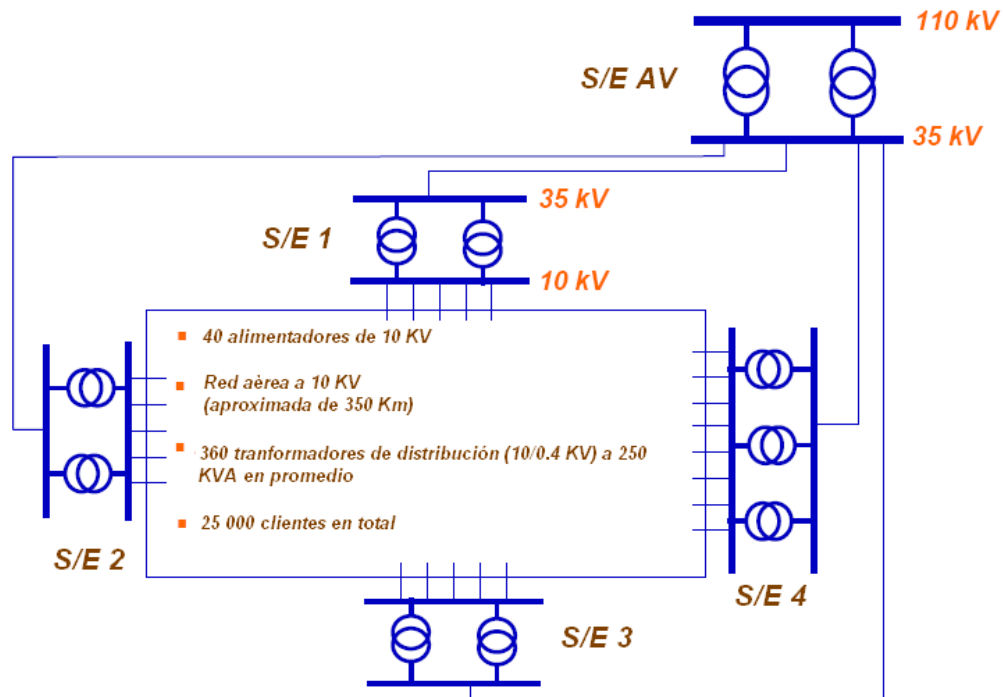 110 kV
S/E AV
35 kV
35 kV
S/E 1
10 kV
40 alimentadores de 10 KV
Red aèrea a 10 KV
(aproximada de 350 Km)
360 tranformadores de distribución (10/0.4 KV) a 250
KVA en promedio
25 000 clientes en total
S/E 2
S/E 4
S/E 3